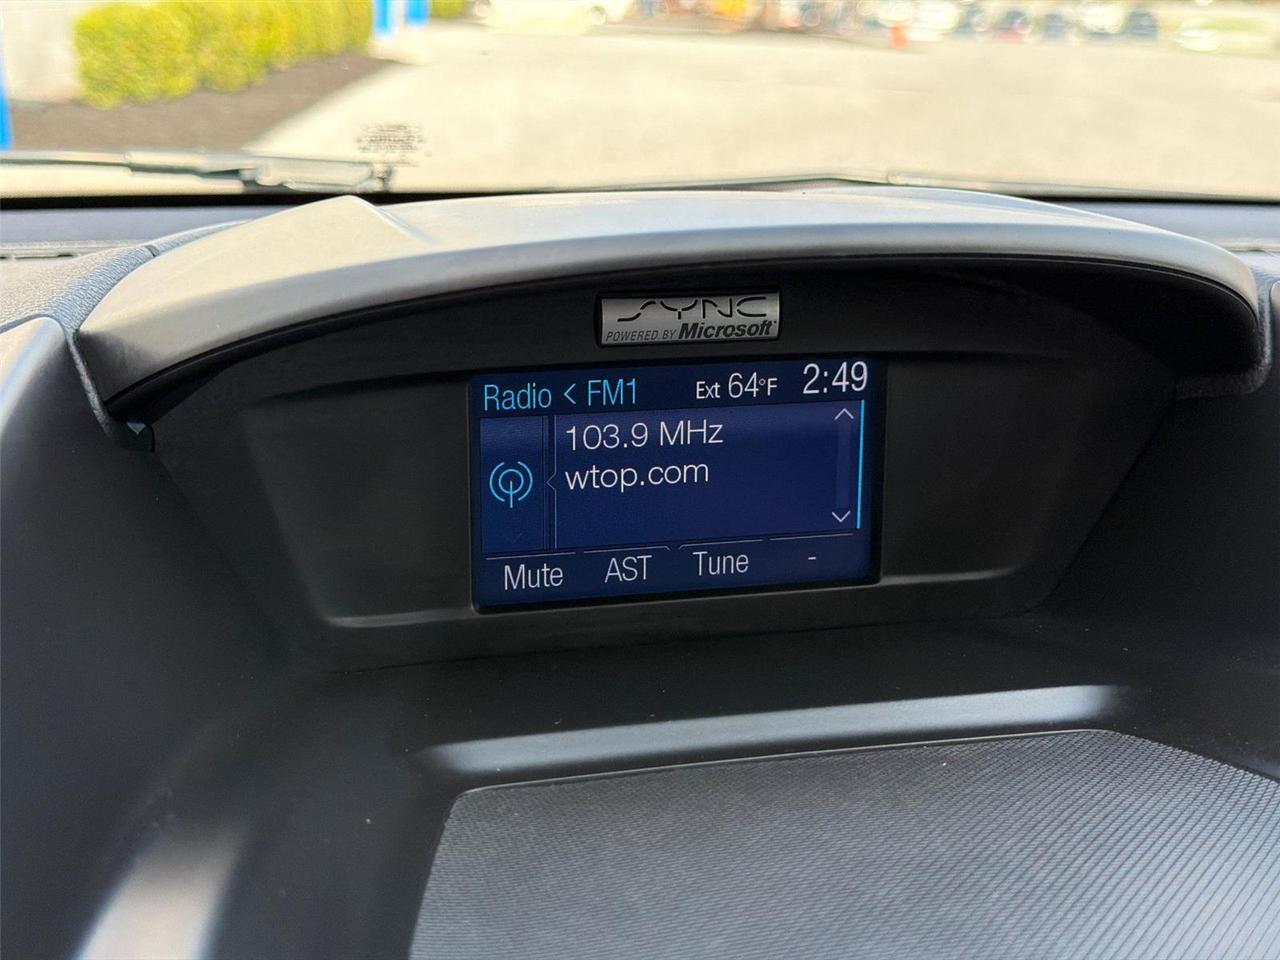 SYNC
POWERED BY Microsoft
Radio < FM1 Ext 64°F 2:49
103.9 MHz
wtop.com
Mute AST Tune -